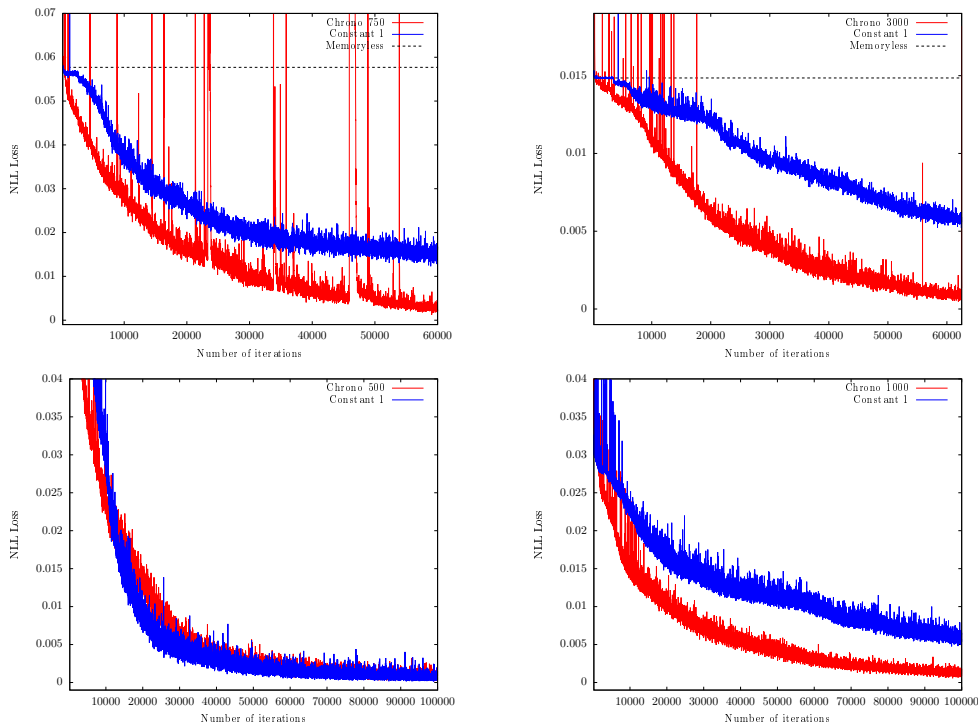 0.07
0.06
0.05
0.04
0.03
0.02
0.01
0
10000 20000 30000 40000 50000 60000
NLL Loss
Number of iterations
Chrono 750
Constant 1
Memoryless
0.015
0.01
0.005
0
10000 20000 30000 40000 50000 60000
NLL Loss
Number of iterations
Chrono 3000
Constant 1
Memoryless
0.04
0.035
0.03
0.025
0.02
0.015
0.01
0.005
0
10000 20000 30000 40000 50000 60000 70000 80000 90000 100000
NLL Loss
Number of iterations
Chrono 500
Constant 1
0.04
0.035
0.03
0.025
0.02
0.015
0.01
0.005
0
10000 20000 30000 40000 50000 60000 70000 80000 90000 100000
NLL Loss
Number of iterations
Chrono 1000
Constant 1